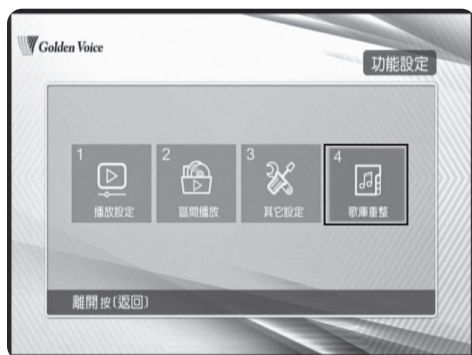 Golden Voice
功能設定
1
播放設定
2
區間播放
3
其它設定
4
歌庫重整
離開按(返回)